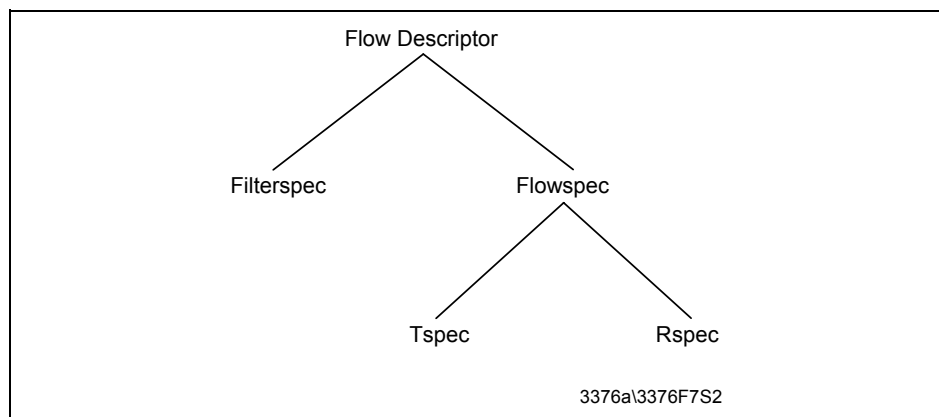 Flow Descriptor
Filterspec
Flowspec
Tspec
Rspec
3376a\3376F7S2